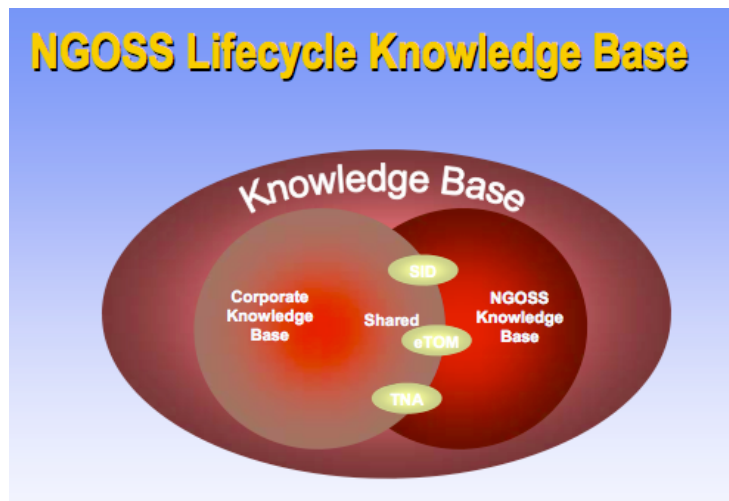 NGOSS Lifecycle Knowledge Base
Knowledge Base
SID
Corporate
Knowledge
Base
Shared
NGOSS
Knowledge
Base
eTOM
TNA